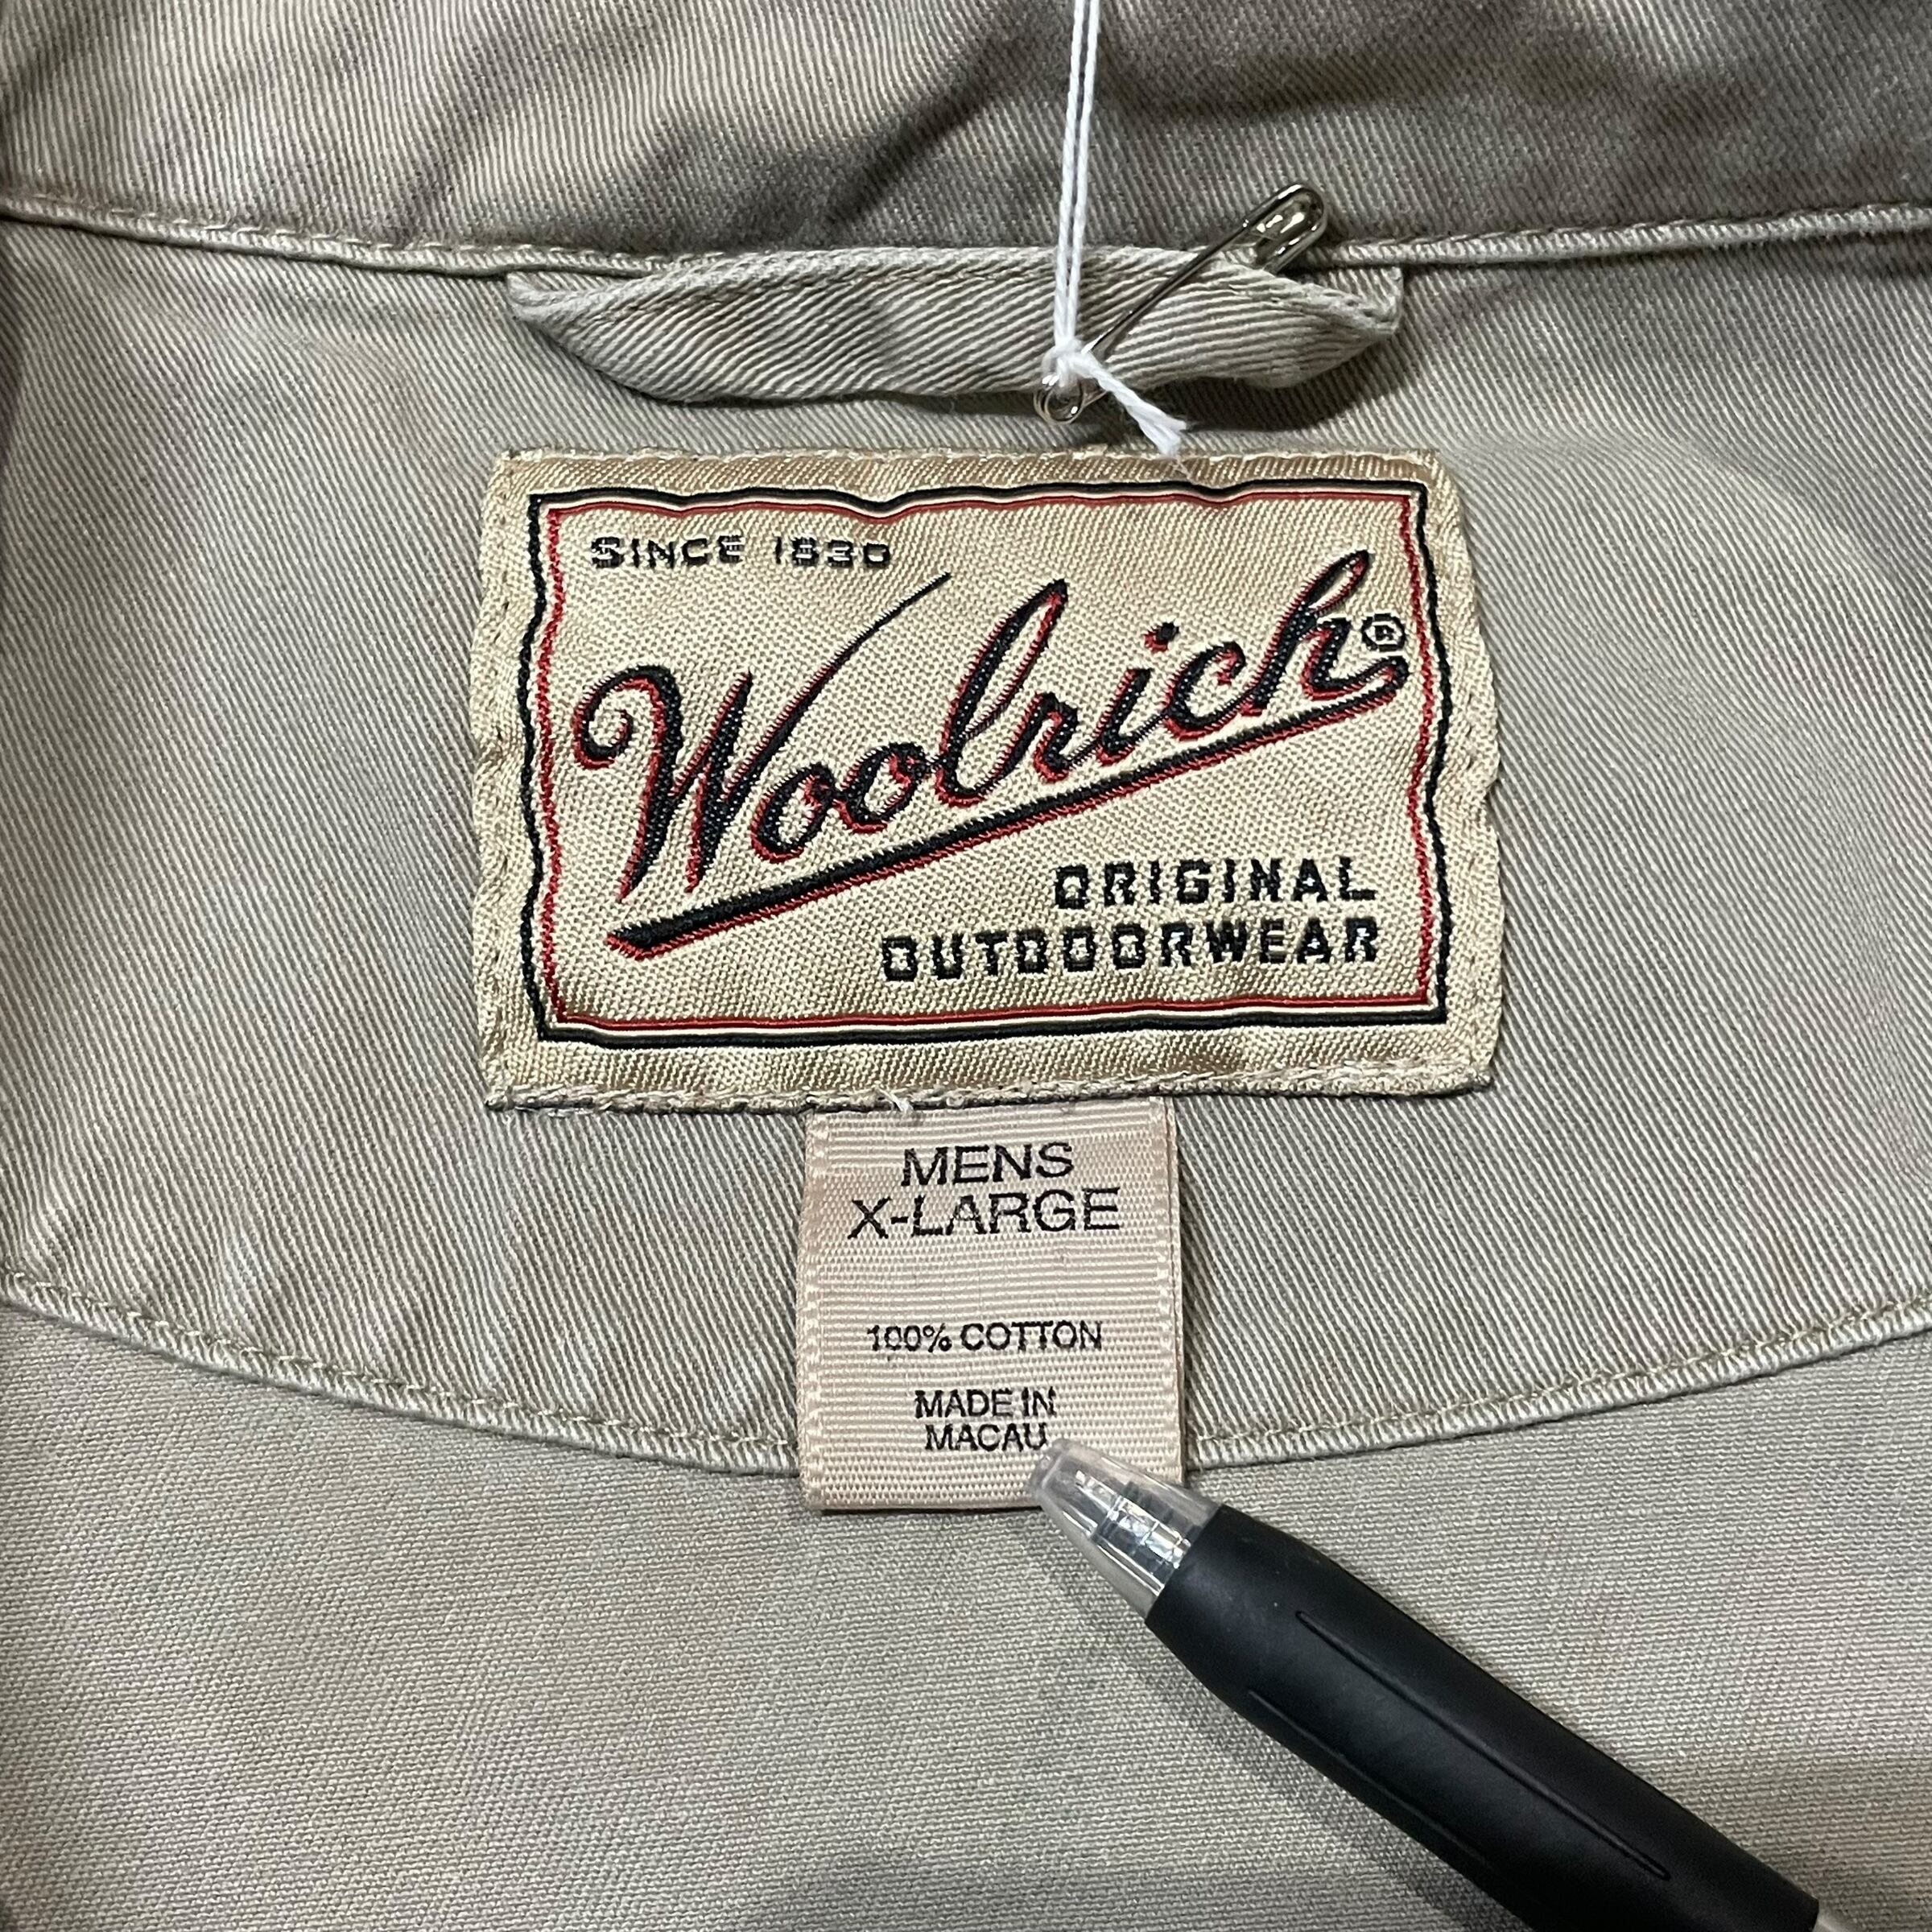 SINCE 1830
Woolrich®
ORIGINAL
OUTDOORWEAR
MENS
X-LARGE
100% COTTON
MADE IN
MACAU